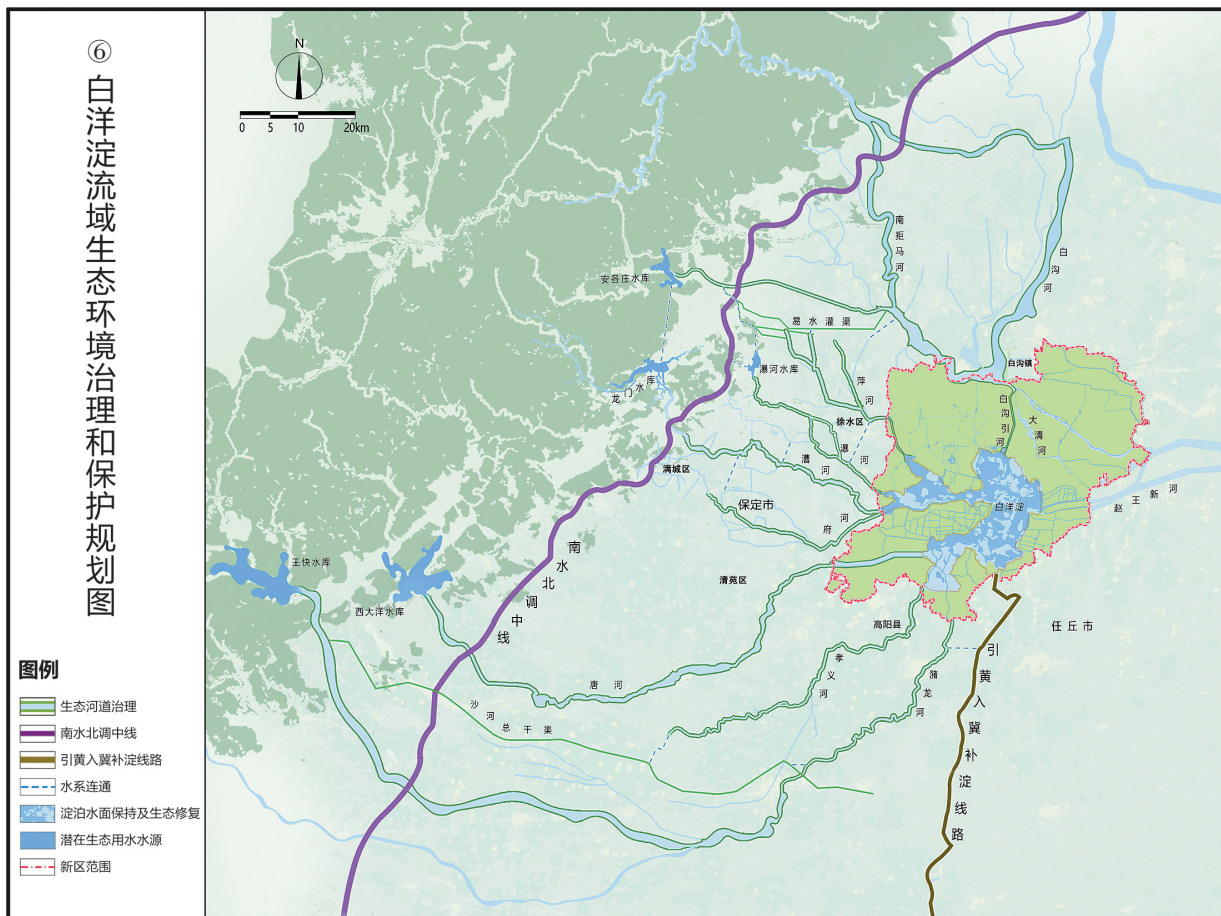 ⑥
白洋淀流域生态环境治理和保护规划图
N
0 5 10 20km
图例
生态河道治理
南水北调中线
引黄入冀补淀线路
水系连通
淀泊水面保持及生态修复
潜在生态用水水源
新区范围
南拒马河
白沟河
安各庄水库
易水灌渠
瀑河水库
龙门水库
萍河
白沟镇
白沟引河
大清河
徐水区
瀑河
漕河
满城区
保定市
府河
白洋淀
赵王新河
南水北调中线
王快水库
西大洋水库
清苑区
高阳县
任丘市
唐河
孝义河
潴龙河
沙河总干渠
引黄入冀补淀线路